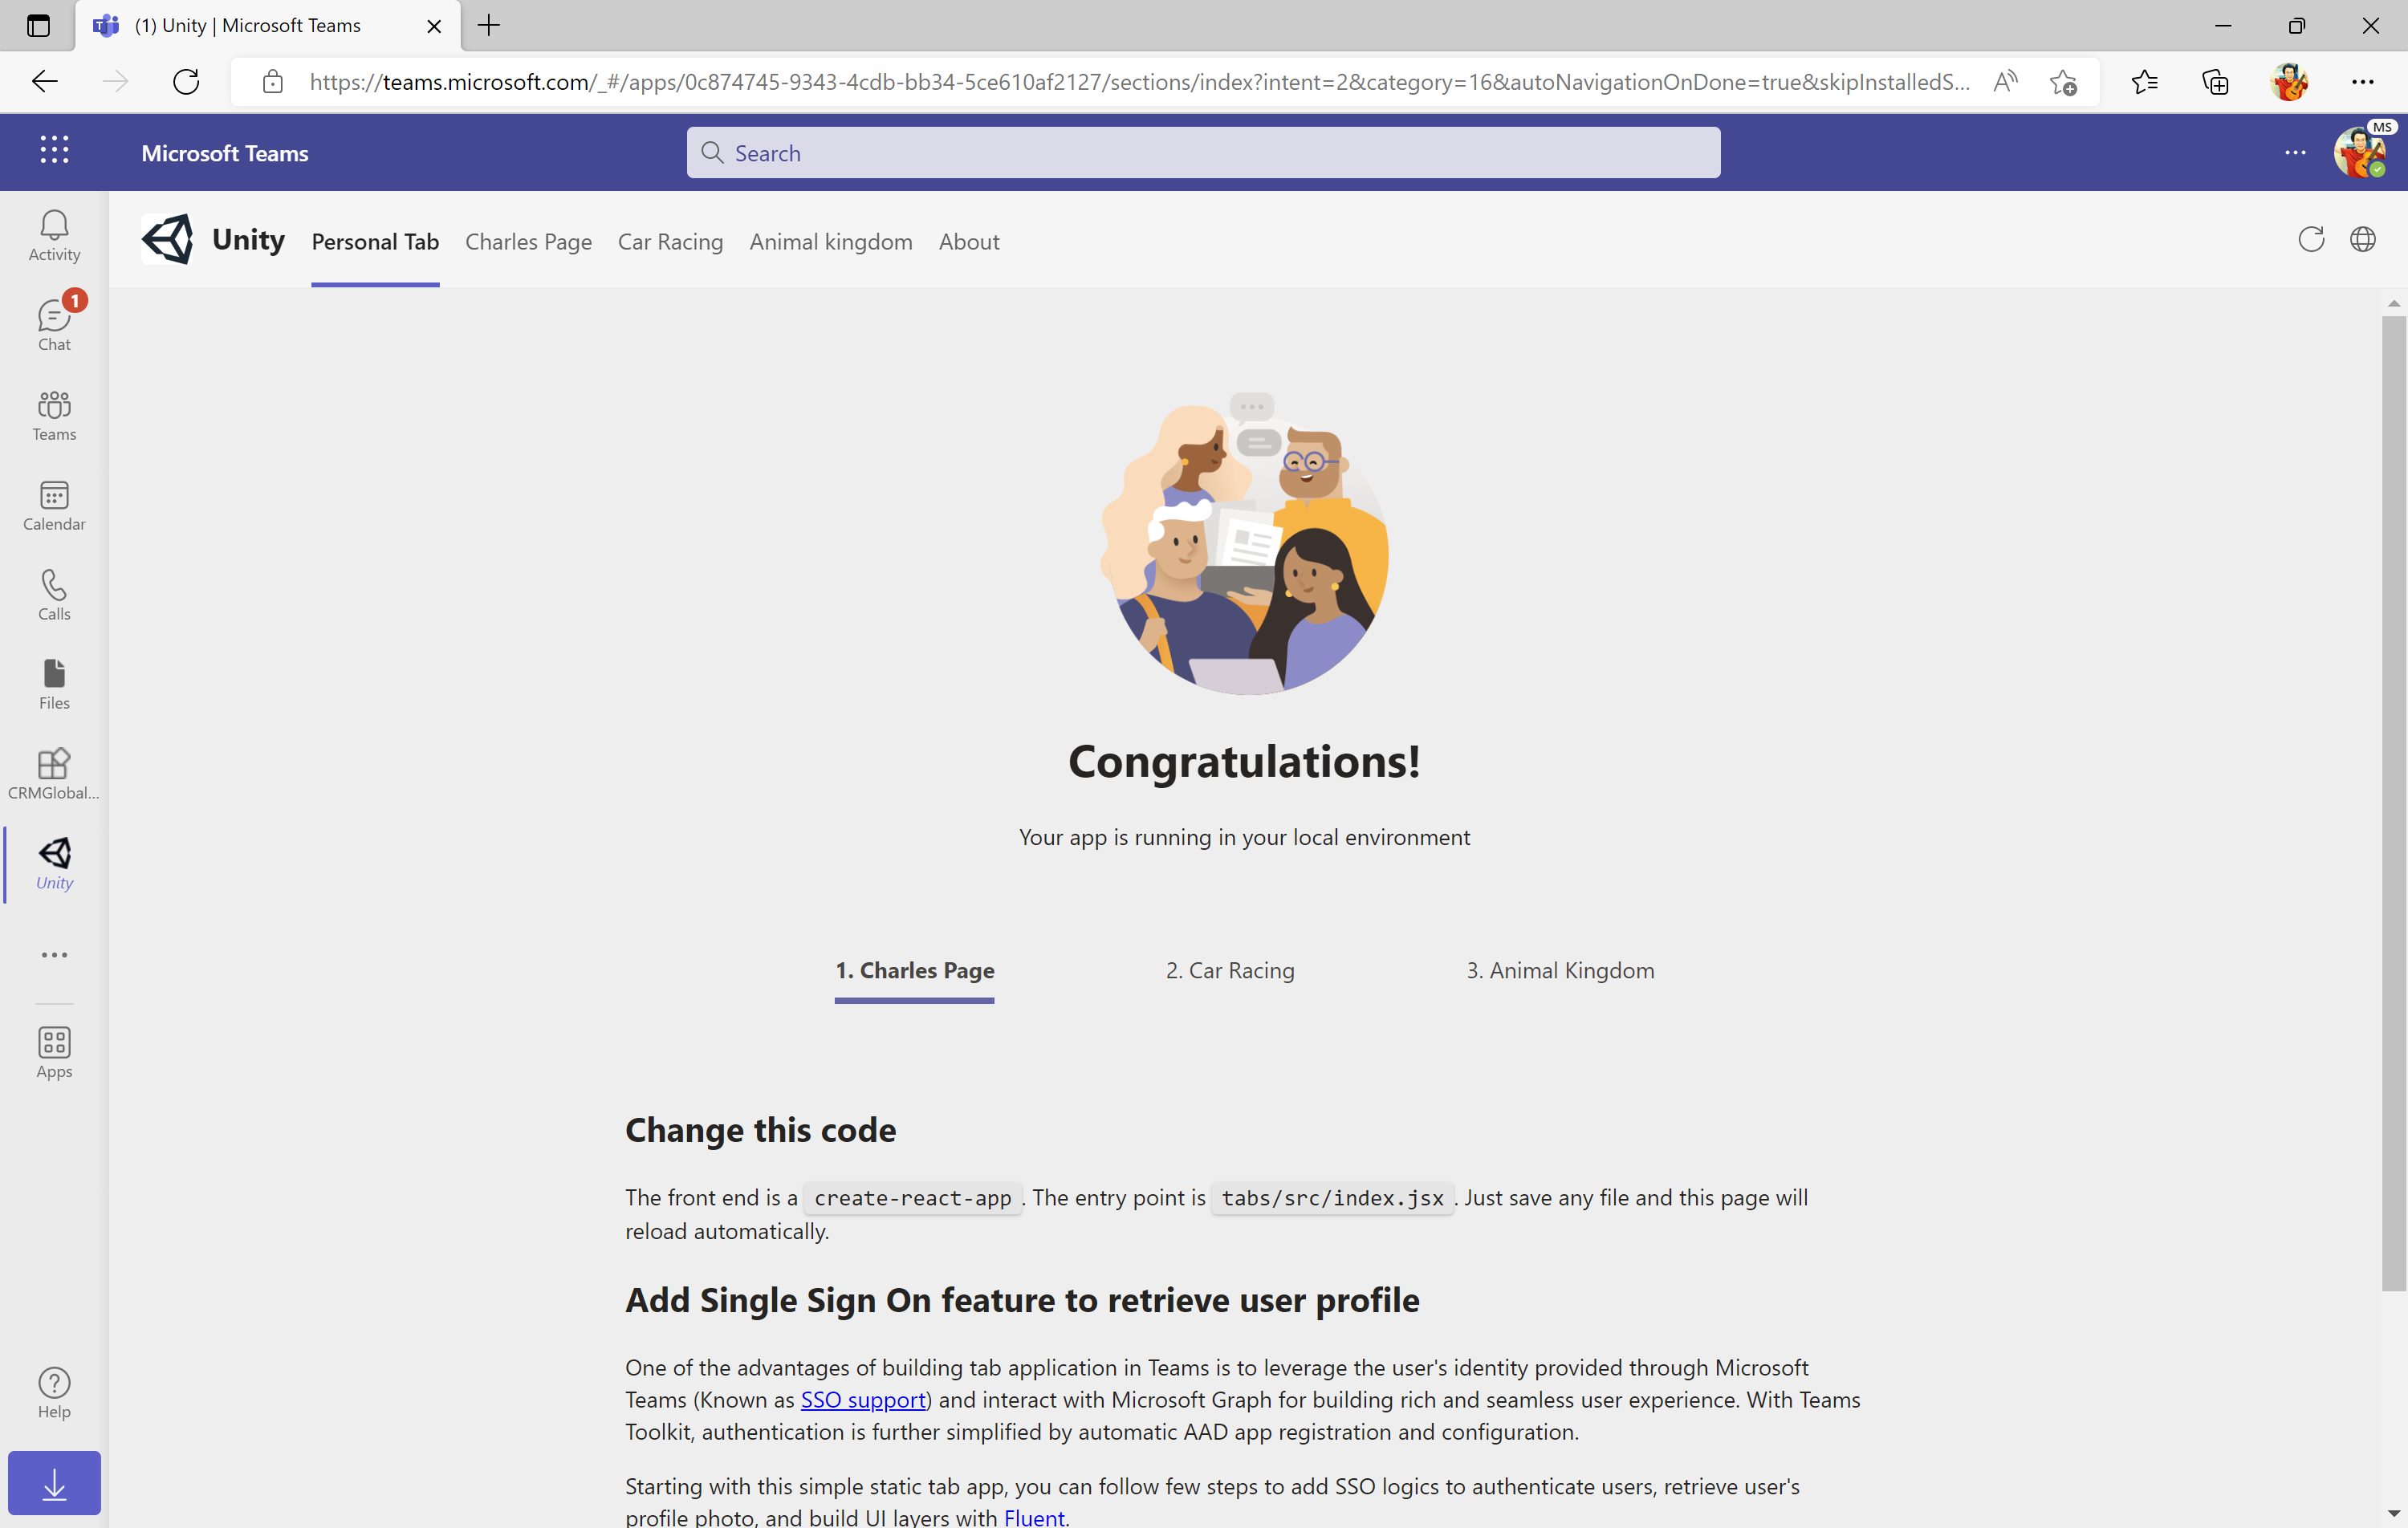 (1) Unity | Microsoft Teams
https://teams.microsoft.com/_#/apps/0c874745-9343-4cdb-bb34-5ce610af2127/sections/index?intent=2&category=16&autoNavigationOnDone=true&skipInstalledS...
Microsoft Teams
Search
MS
Unity Personal Tab Charles Page Car Racing Animal kingdom About
Activity
1
Chat
Teams
Calendar
Calls
Files
CRMGlobal...
Unity
Apps
Help
Congratulations!
Your app is running in your local environment
1. Charles Page 2. Car Racing 3. Animal Kingdom
Change this code
The front end is a create-react-app . The entry point is tabs/src/index.jsx . Just save any file and this page will
reload automatically.
Add Single Sign On feature to retrieve user profile
One of the advantages of building tab application in Teams is to leverage the user's identity provided through Microsoft
Teams (Known as SSO support) and interact with Microsoft Graph for building rich and seamless user experience. With Teams
Toolkit, authentication is further simplified by automatic AAD app registration and configuration.
Starting with this simple static tab app, you can follow few steps to add SSO logics to authenticate users, retrieve user's
profile photo, and build UI layers with Fluent.